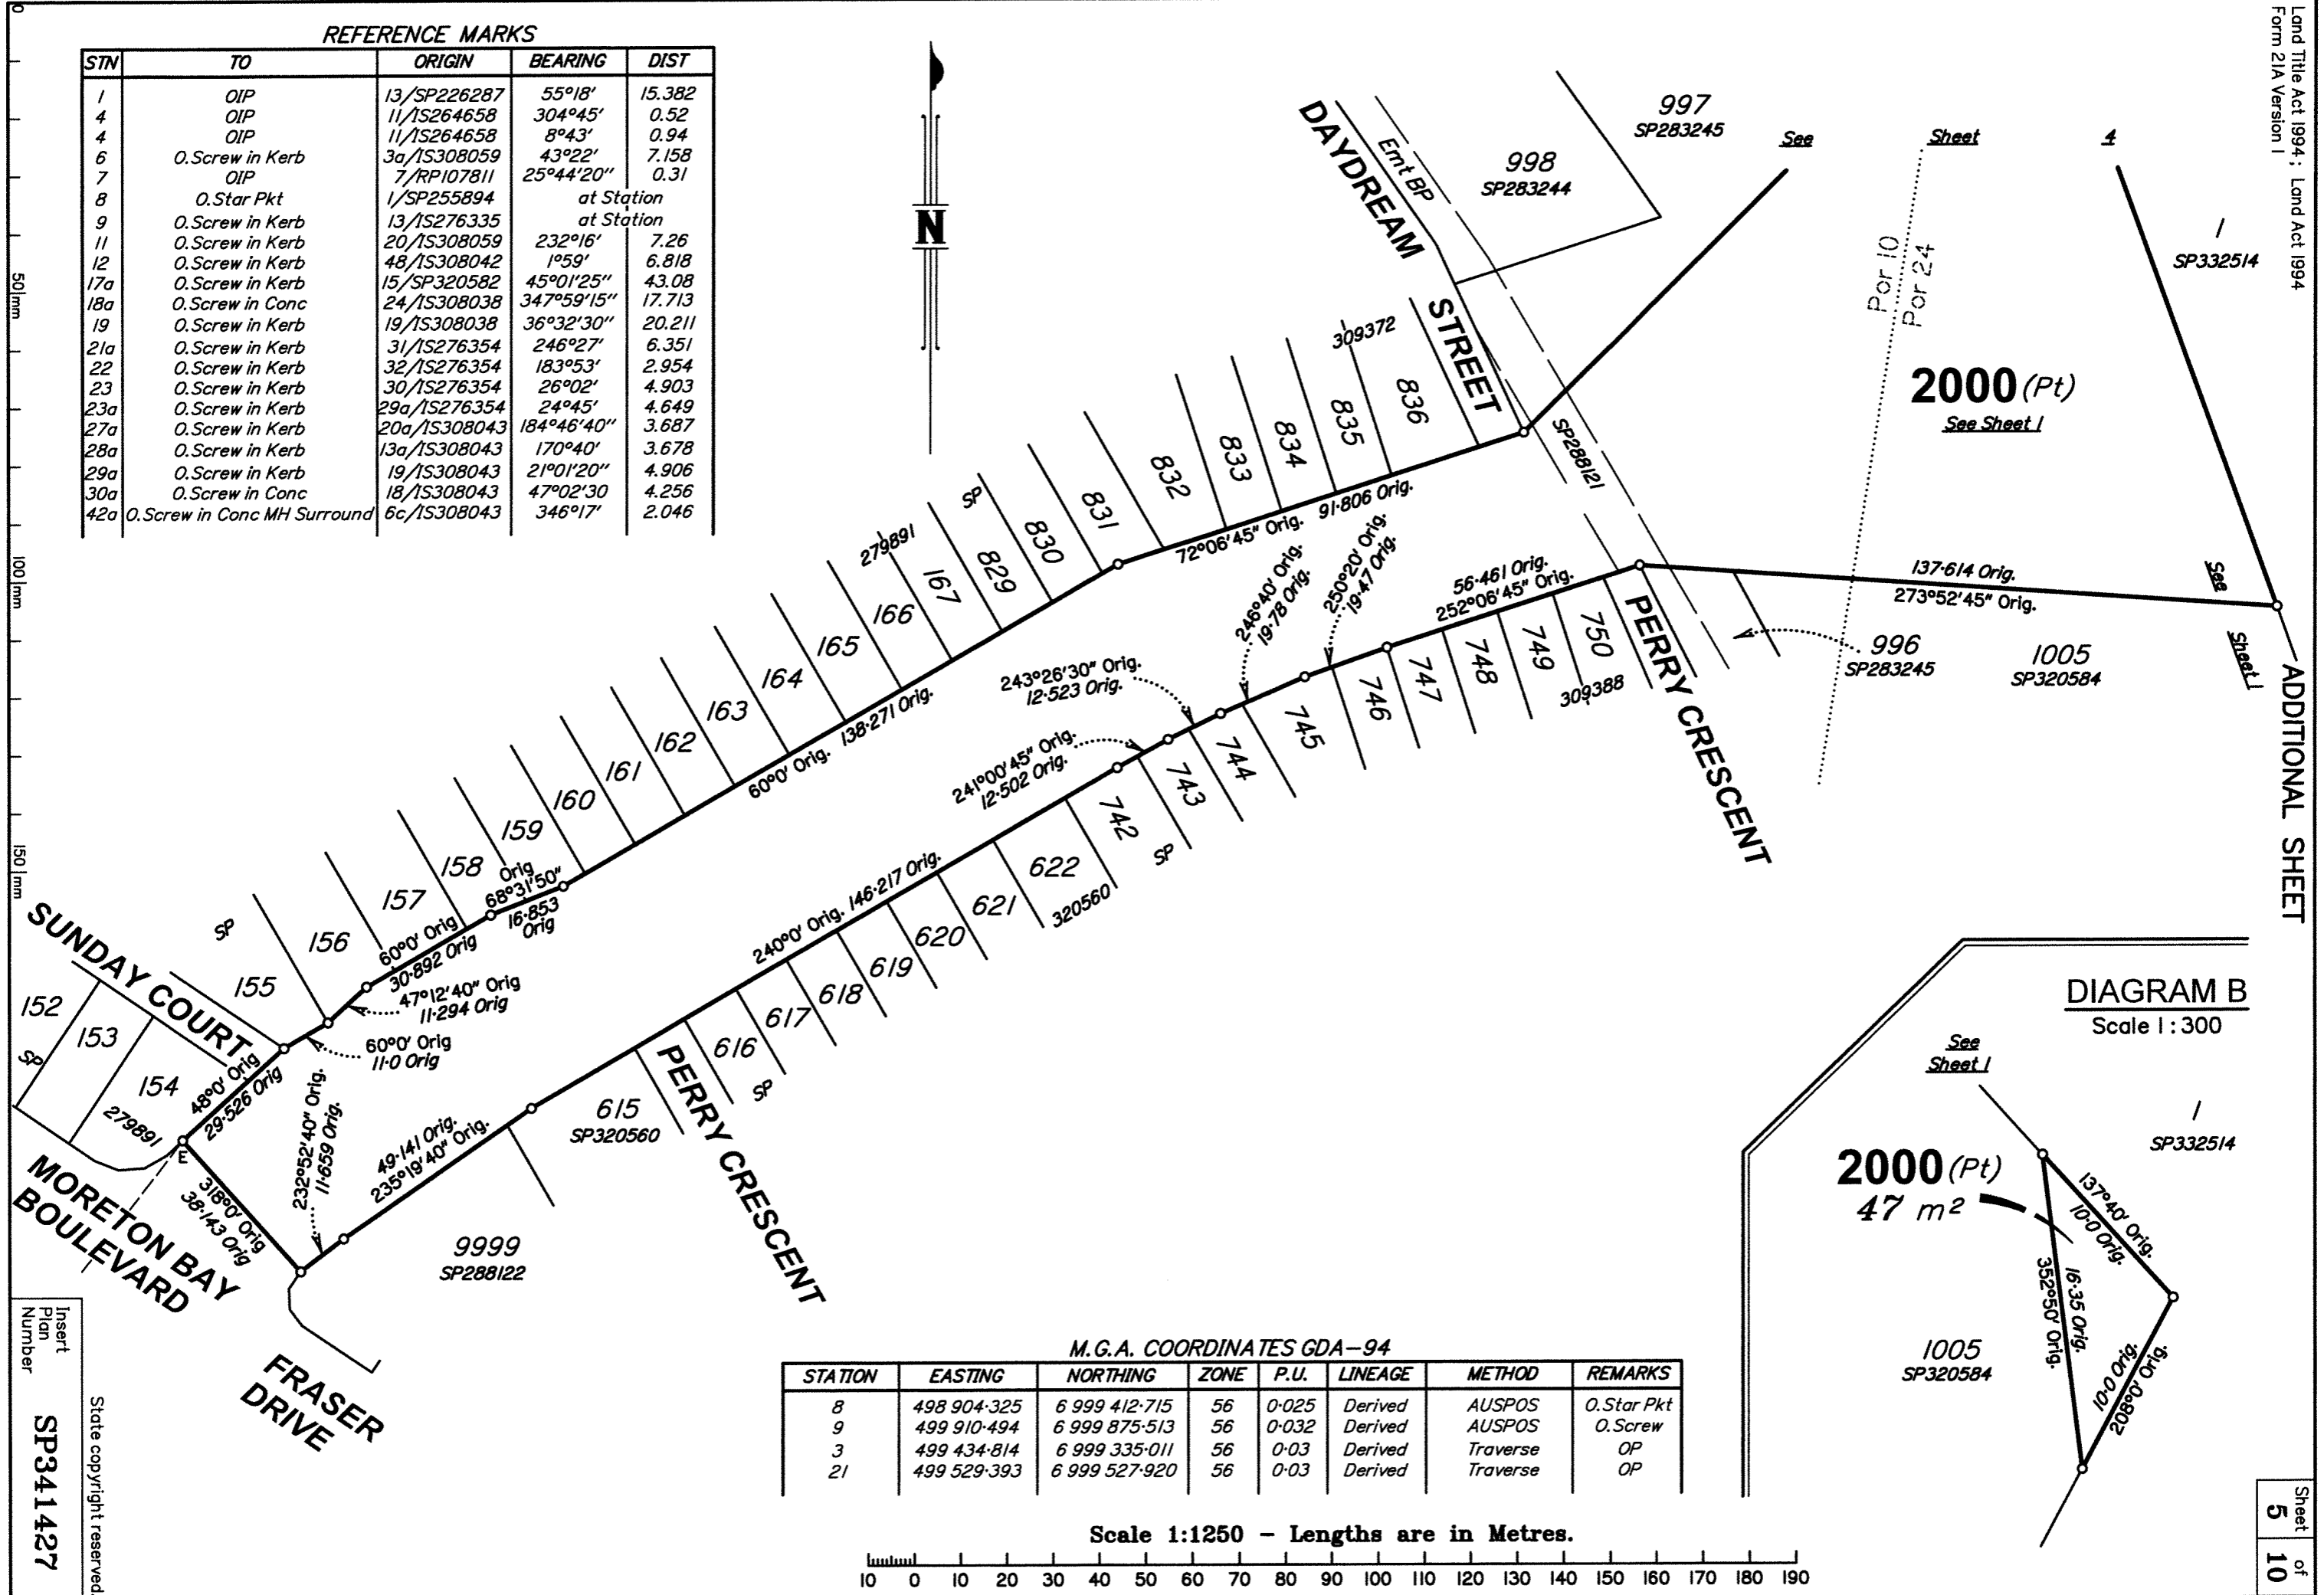 Land Title Act 1994 ; Land Act 1994
Form 21A Version 1
0
50 mm
100 mm
150 mm
REFERENCE MARKS
STN TO ORIGIN BEARING DIST
1 OIP 13/SP226287 55°18' 15.382
4 OIP 11/IS264658 304°45' 0.52
4 OIP 11/IS264658 8°43' 0.94
6 O.Screw in Kerb 3a/IS308059 43°22' 7.158
7 OIP 7/RP107811 25°44'20" 0.31
8 O.Star Pkt 1/SP255894 at Station
9 O.Screw in Kerb 13/IS276335 at Station
11 O.Screw in Kerb 20/IS308059 232°16' 7.26
12 O.Screw in Kerb 48/IS308042 1°59' 6.818
17a O.Screw in Kerb 15/SP320582 45°01'25" 43.08
18a O.Screw in Conc 24/IS308038 347°59'15" 17.713
19 O.Screw in Kerb 19/IS308038 36°32'30" 20.211
21a O.Screw in Kerb 31/IS276354 246°27' 6.351
22 O.Screw in Kerb 32/IS276354 183°53' 2.954
23 O.Screw in Kerb 30/IS276354 26°02' 4.903
23a O.Screw in Kerb 29a/IS276354 24°45' 4.649
27a O.Screw in Kerb 20a/IS308043 184°46'40" 3.687
28a O.Screw in Kerb 13a/IS308043 170°40' 3.678
29a O.Screw in Kerb 19/IS308043 21°01'20" 4.906
30a O.Screw in Conc 18/IS308043 47°02'30 4.256
42a O.Screw in Conc MH Surround 6c/IS308043 346°17' 2.046
N
DAYDREAM STREET
Emt BP
997
SP283245
998
SP283244
See Sheet 4
1
SP332514
Por 10
Por 24
2000 (Pt)
See Sheet 1
309372
836
835
834
833
832
831
830
SP
829
167
279891
166
165
164
163
162
161
160
159
158
157
156
SP
155
SP288121
72°06'45" Orig. 91·806 Orig.
60°0' Orig. 138·271 Orig.
246°40' Orig.
19·78 Orig.
250°20' Orig.
19·47 Orig.
56·461 Orig.
252°06'45" Orig.
137·614 Orig.
273°52'45" Orig.
See
Sheet 1
996
SP283245
1005
SP320584
PERRY CRESCENT
243°26'30" Orig.
12·523 Orig.
241°00'45" Orig.
12·502 Orig.
750
749
748
747
746
745
744
743
742
309388
SP
622
320560
621
620
619
618
617
616
SP
615
SP320560
240°0' Orig. 146·217 Orig.
Orig
68°31'50"
16·853
Orig
60°0' Orig
30·892 Orig
47°12'40" Orig
11·294 Orig
60°0' Orig
11·0 Orig
SUNDAY COURT
152
153
SP
154
279891
48°0' Orig
29·526 Orig
E
318°0' Orig
38·143 Orig
232°52'40" Orig.
11·659 Orig.
49·141 Orig.
235°19'40" Orig.
MORETON BAY
BOULEVARD
9999
SP288122
PERRY CRESCENT
FRASER
DRIVE
ADDITIONAL SHEET
DIAGRAM B
Scale 1 : 300
See
Sheet 1
1
SP332514
2000 (Pt)
47 m²
137°40' Orig.
10·0 Orig.
16·35 Orig.
352°50' Orig.
10·0 Orig.
208°0' Orig.
1005
SP320584
M.G.A. COORDINATES GDA-94
STATION EASTING NORTHING ZONE P.U. LINEAGE METHOD REMARKS
8 498 904·325 6 999 412·715 56 0·025 Derived AUSPOS O.Star Pkt
9 499 910·494 6 999 875·513 56 0·032 Derived AUSPOS O.Screw
3 499 434·814 6 999 335·011 56 0·03 Derived Traverse OP
21 499 529·393 6 999 527·920 56 0·03 Derived Traverse OP
Scale 1:1250 – Lengths are in Metres.
10 0 10 20 30 40 50 60 70 80 90 100 110 120 130 140 150 160 170 180 190
Insert
Plan
Number
SP341427
State copyright reserved.
Sheet 5 of 10